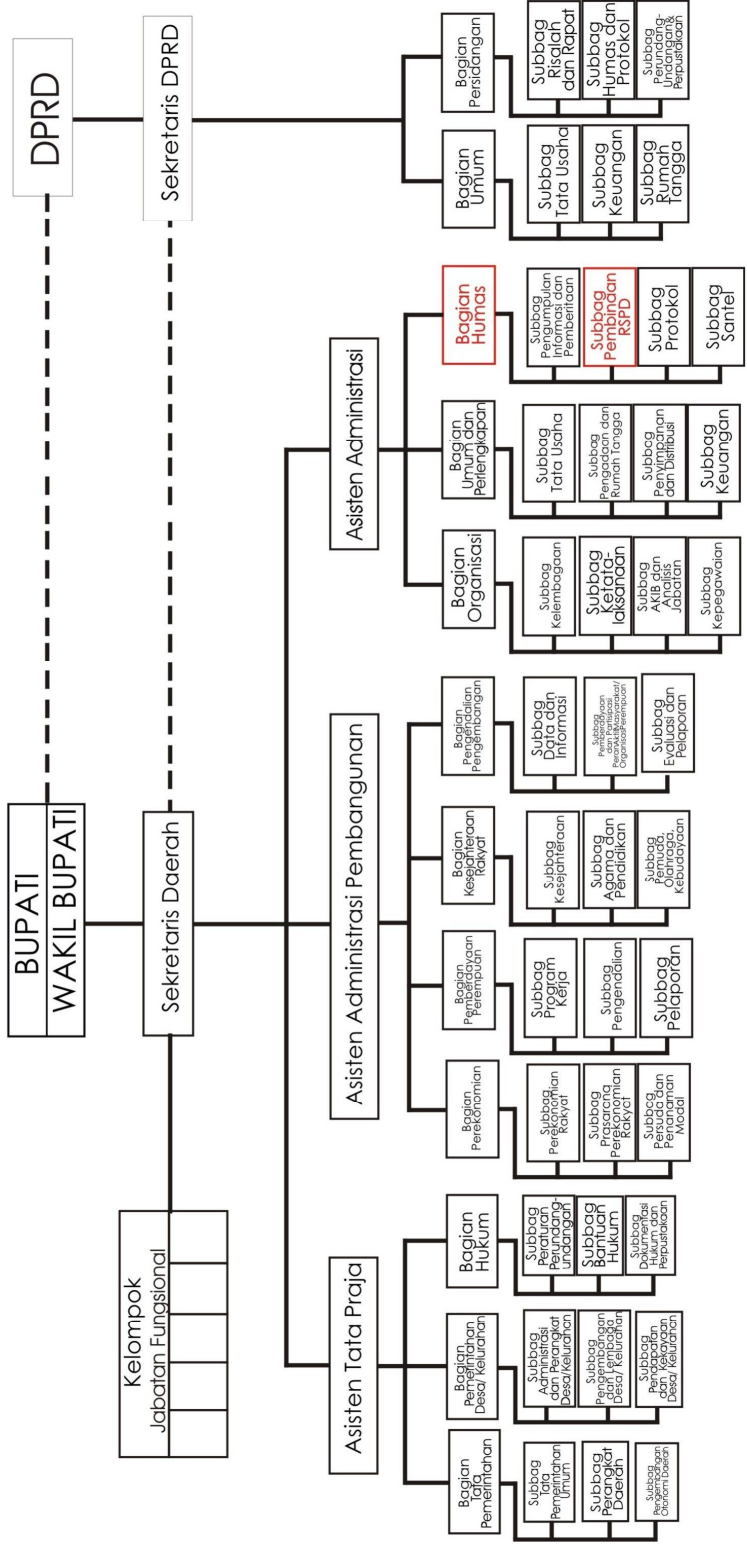 BUPATI
WAKIL BUPATI
DPRD
Sekretaris Daerah
Sekretaris DPRD
Kelompok
Jabatan Fungsional
Asisten Tata Praja
Asisten Administrasi Pembangunan
Asisten Administrasi
Bagian
Tata
Pemerintahan
Subbag
Tata
Pemerintahan
Umum
Subbag
Perangkat
Daerah
Subbag
Pengembangan
Otonomi Daerah
Bagian
Pemerintahan
Desa/ Kelurahan
Subbag
Administrasi
dan Perangkat
Desa/Kelurahan
Subbag
Pengembangan
dan Lembaga
Desa/ Kelurahan
Subbag
Pendapatan
dan Kekayaan
Desa/ Kelurahan
Bagian
Hukum
Subbag
Peraturan
Perundang-
undangan
Subbag
Bantuan
Hukum
Subbag
Dokumentasi
Hukum dan
Perpustakaan
Bagian
Perekonomian
Subbag
Perekonomian
Rakyat
Subbag
Prasarana
Perekonomian
Rakyat
Subbag
Persuda dan
Penanaman
Modal
Bagian
Pemberdayaan
Perempuan
Subbag
Program
Kerja
Subbag
Pengendalian
Subbag
Pelaporan
Bagian
Kesejahteraan
Rakyat
Subbag
Kesejahteraan
Subbag
Agama dan
Pendidikan
Subbag
Pemuda,
Olahraga,
Kebudayaan
Bagian
Pengendalian
Pengembangan
Subbag
Data dan
Informasi
Subbag
Pemberdayaan
dan Partisipasi
PeranAktifMasyarakat/
OrganisasiPerempuan
Subbag
Evaluasi dan
Pelaporan
Bagian
Organisasi
Subbag
Kelembagaan
Subbag
Ketata-
laksanaan
Subbag
AKIB dan
Analisis
Jabatan
Subbag
Kepegawaian
Bagian
Umum dan
Perlengkapan
Subbag
Tata Usaha
Subbag
Pengadaan dan
Rumah Tangga
Subbag
Penyimpanan
dan Distribusi
Subbag
Keuangan
Bagian
Humas
Subbag
Pengumpulan
Informasi dan
Pemberitaan
Subbag
Pembinaan
RSPD
Subbag
Protokol
Subbag
Santel
Bagian
Umum
Subbag
Tata Usaha
Subbag
Keuangan
Subbag
Rumah
Tangga
Bagian
Persidangan
Subbag
Risalah
dan Rapat
Subbag
Humas dan
Protokol
Subbag
Perundang-
Undangan&
Perpustakaan